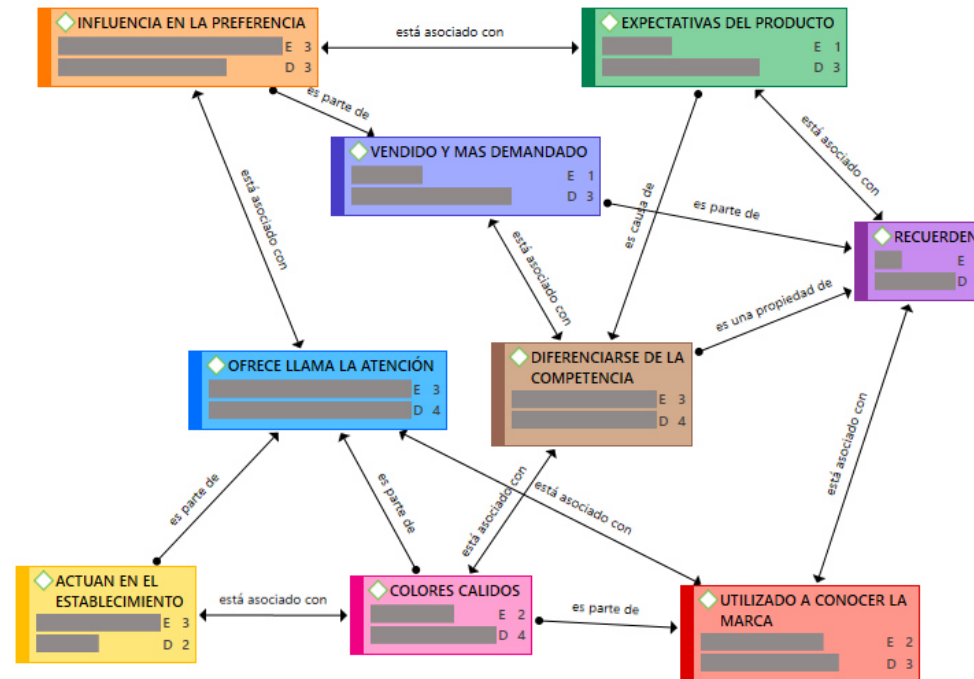 INFLUENCIA EN LA PREFERENCIA
E 3
D 3
está asociado con
EXPECTATIVAS DEL PRODUCTO
E 1
D 3
es parte de
VENDIDO Y MAS DEMANDADO
E 1
D 3
está asociado con
está asociado con
es causa de
es parte de
está asociado con
RECUERDEN
E
D
es una propiedad de
OFRECE LLAMA LA ATENCIÓN
E 3
D 4
DIFERENCIARSE DE LA
COMPETENCIA
E 3
D 4
es parte de
es parte de
está asociado con
está asociado con
está asociado con
ACTUAN EN EL
ESTABLECIMIENTO
E 3
D 2
está asociado con
COLORES CALIDOS
E 2
D 4
es parte de
UTILIZADO A CONOCER LA
MARCA
E 2
D 3